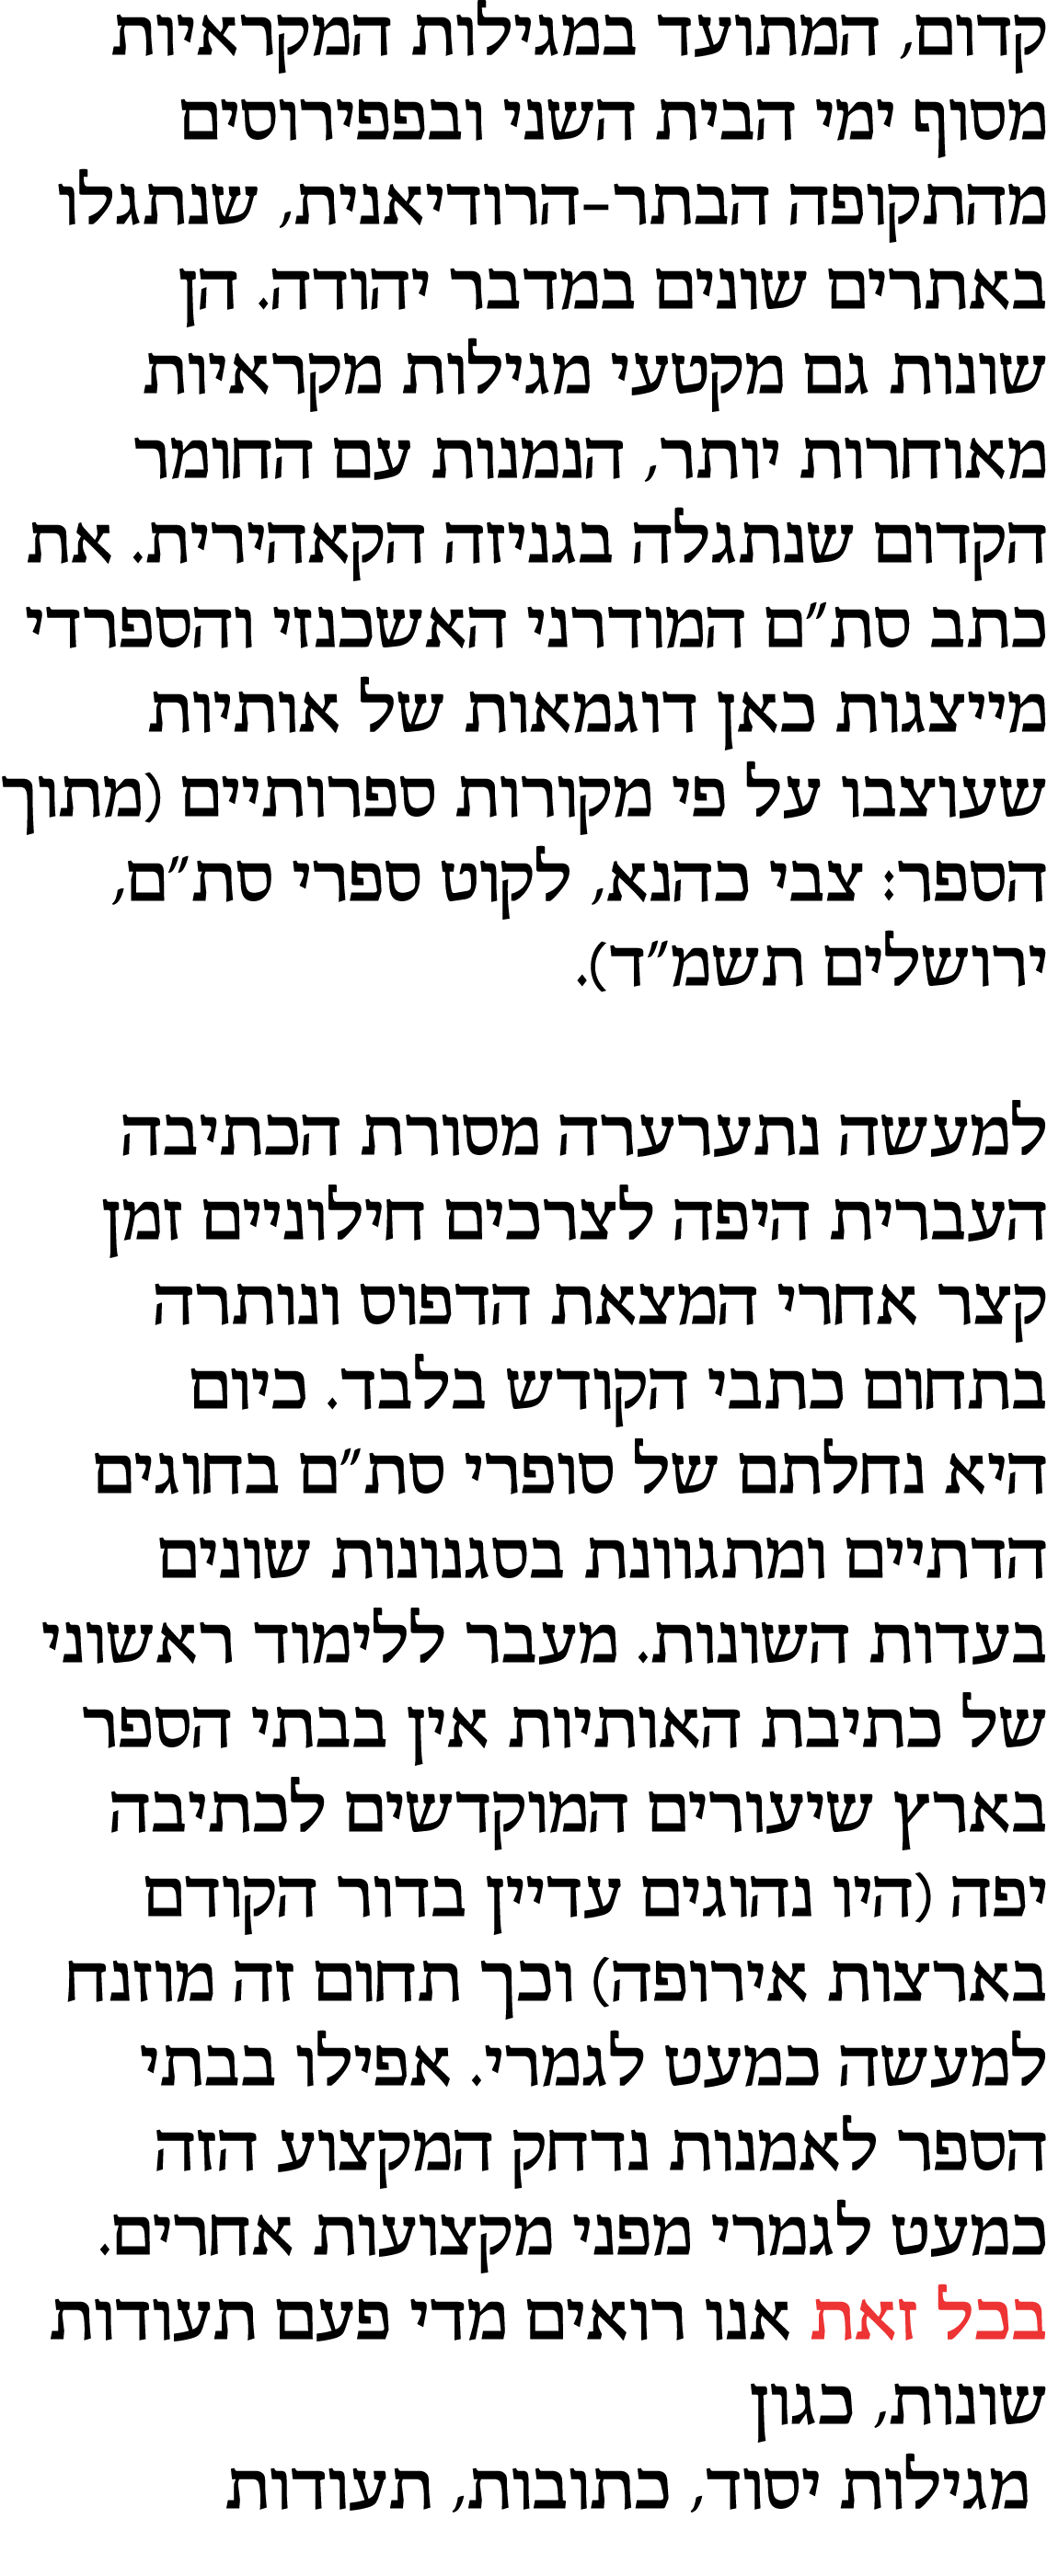 קדום, המתועד במגילות המקראיות
מסוף ימי הבית השני ובפפירוסים
מהתקופה הבתר-הרודיאנית, שנתגלו
באתרים שונים במדבר יהודה. הן
שונות גם מקטעי מגילות מקראיות
מאוחרות יותר, הנמנות עם החומר
הקדום שנתגלה בגניזה הקאהירית. את
כתב סת״ם המודרני האשכנזי והספרדי
מייצגות כאן דוגמאות של אותיות
שעוצבו על פי מקורות ספרותיים (מתוך
הספר: צבי כהנא, לקוט ספרי סת״ם,
ירושלים תשמ״ד).
למעשה נתערערה מסורת הכתיבה
העברית היפה לצרכים חילוניים זמן
קצר אחרי המצאת הדפוס ונותרה
בתחום כתבי הקודש בלבד. כיום
היא נחלתם של סופרי סת״ם בחוגים
הדתיים ומתגוונת בסגנונות שונים
בעדות השונות. מעבר ללימוד ראשוני
של כתיבת האותיות אין בבתי הספר
בארץ שיעורים המוקדשים לכתיבה
יפה (היו נהוגים עדיין בדור הקודם
בארצות אירופה) וכך תחום זה מוזנח
למעשה כמעט לגמרי. אפילו בבתי
הספר לאמנות נדחק המקצוע הזה
כמעט לגמרי מפני מקצועות אחרים.
בכל זאת אנו רואים מדי פעם תעודות
שונות, כגון
מגילות יסוד, כתובות, תעודות